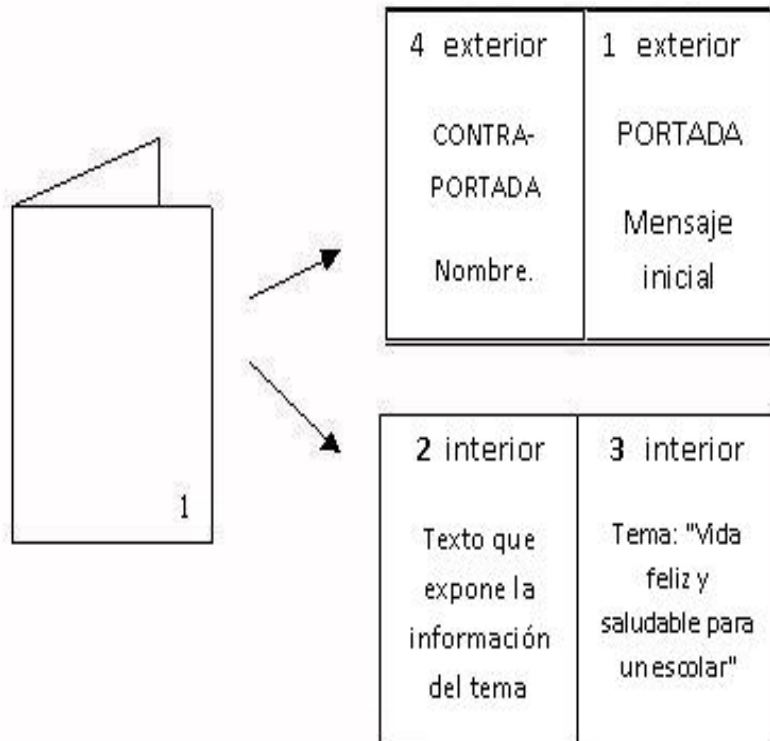 4 exterior
CONTRA-
PORTADA
Nombre.
1 exterior
PORTADA
Mensaje
inicial
1
2 interior
Texto que
expone la
información
del tema
3 interior
Tema: "Vida
feliz y
saludable para
un escolar"